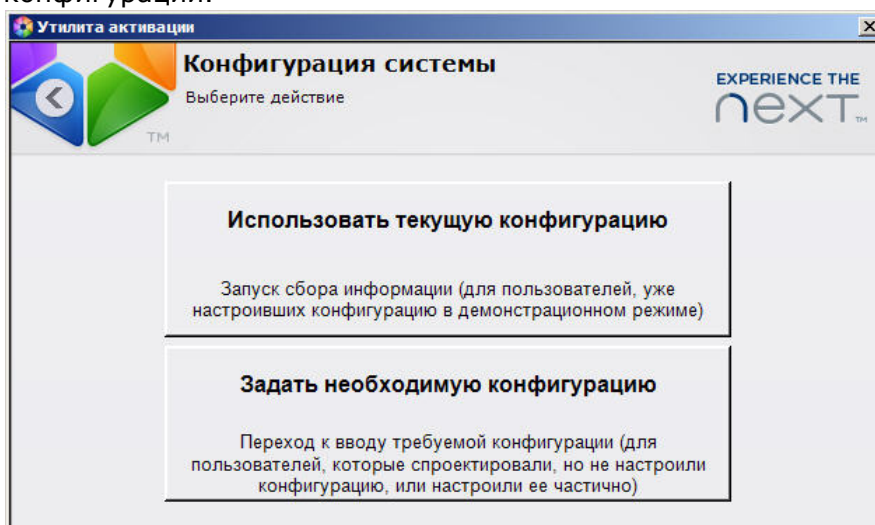 конфигурации.
Утилита активации
Конфигурация системы
Выберите действие
TM
EXPERIENCE THE
next TM
Использовать текущую конфигурацию
Запуск сбора информации (для пользователей, уже
настроивших конфигурацию в демонстрационном режиме)
Задать необходимую конфигурацию
Переход к вводу требуемой конфигурации (для
пользователей, которые спроектировали, но не настроили
конфигурацию, или настроили ее частично)